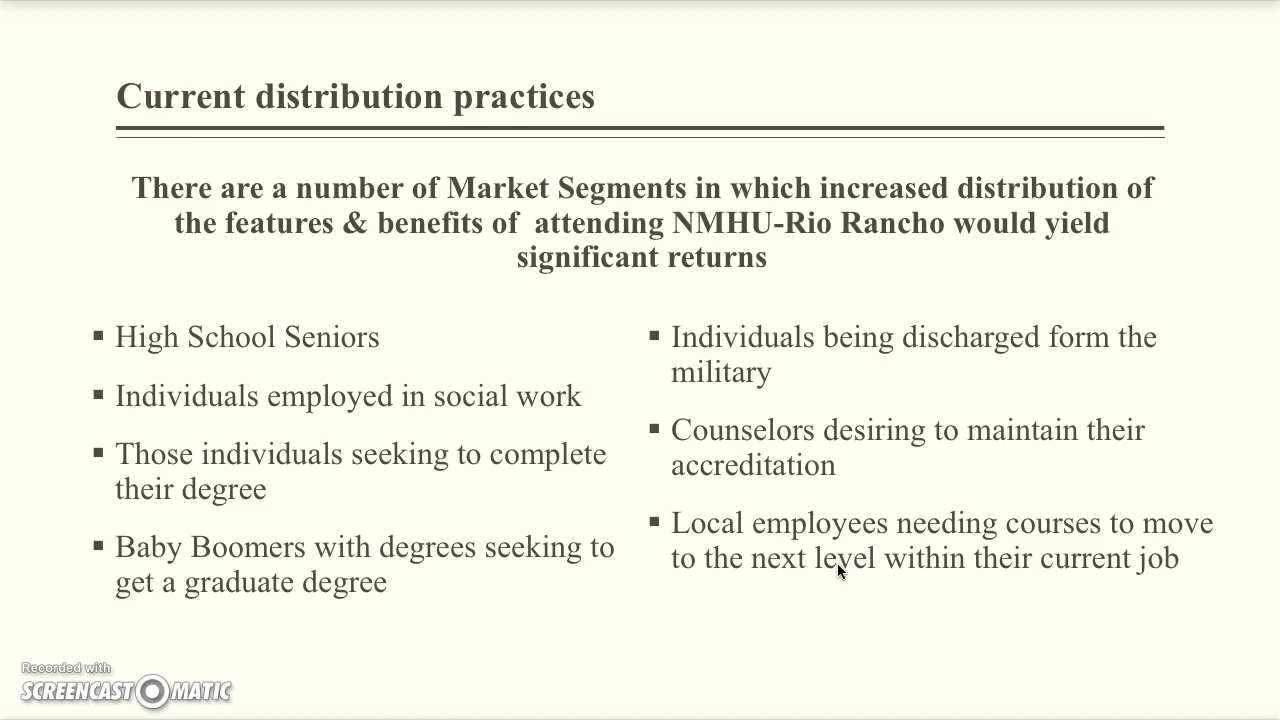 Current distribution practices
There are a number of Market Segments in which increased distribution of
the features & benefits of  attending NMHU-Rio Rancho would yield
significant returns
▪ High School Seniors
▪ Individuals employed in social work
▪ Those individuals seeking to complete
their degree
▪ Baby Boomers with degrees seeking to
get a graduate degree
▪ Individuals being discharged form the
military
▪ Counselors desiring to maintain their
accreditation
▪ Local employees needing courses to move
to the next level within their current job
Recorded with
SCREENCAST MATIC